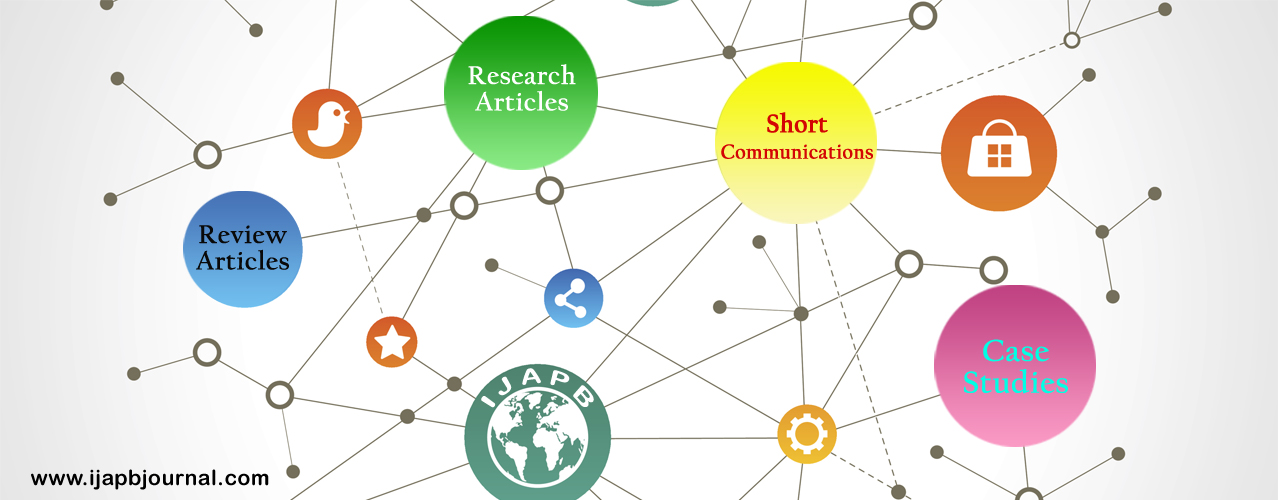 Research
Articles
Short
Communications
Review
Articles
Case
Studies
IJAPB
www.ijapbjournal.com